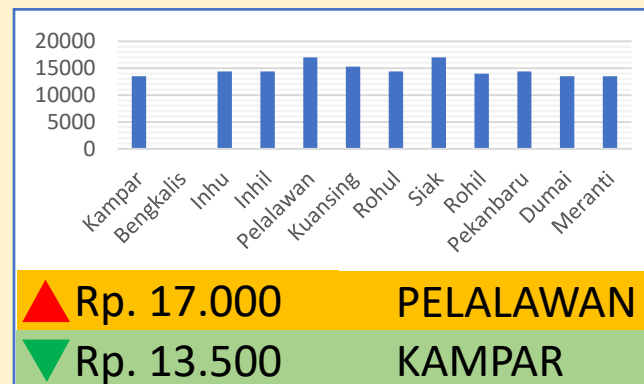 20000
15000
10000
5000
0
Kampar
Bengkalis
Inhu
Inhil
Pelalawan
Kuansing
Rohul
Siak
Rohil
Pekanbaru
Dumai
Meranti
Rp. 17.000 PELALAWAN
Rp. 13.500 KAMPAR